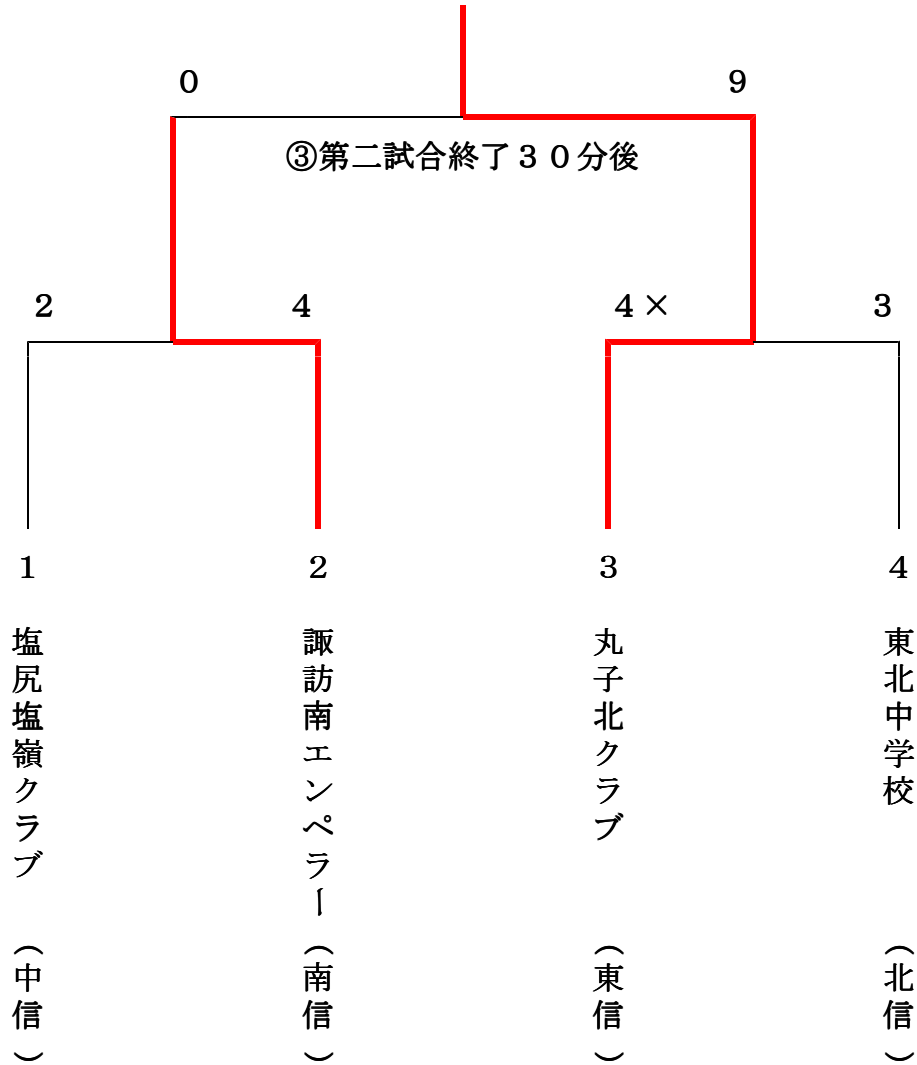 ０ ９
③第二試合終了３０分後
２ ４ ４× ３
１ ２ ３ ４
塩尻塩嶺クラブ（中信）
諏訪南エンペラー（南信）
丸子北クラブ（東信）
東北中学校（北信）